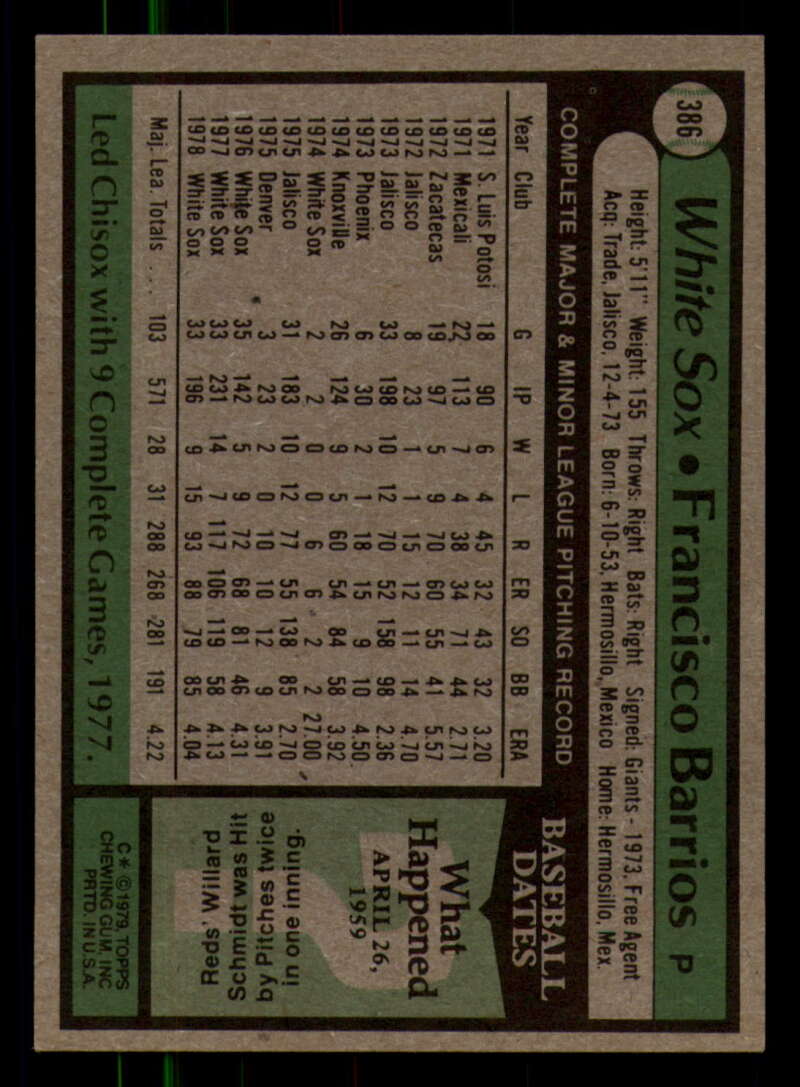 386
White Sox • Francisco Barrios P
Height: 5'11" Weight: 155 Throws: Right Bats: Right Signed: Giants - 1973, Free Agent
Acq: Trade, Jalisco, 12-4-73 Born: 6-10-53, Hermosillo, Mexico Home: Hermosillo, Mex.
COMPLETE MAJOR & MINOR LEAGUE PITCHING RECORD
Year Club G IP W L R ER SO BB ERA
1971 S. Luis Potosi 18 90 6 4 45 32 43 32 3.20
1971 Mexicali 22 113 7 4 38 34 71 44 2.71
1972 Zacatecas 19 97 5 9 70 60 55 41 5.57
1972 Jalisco 8 23 1 1 15 12 11 14 4.70
1973 Jalisco 33 198 10 12 70 52 158 98 2.36
1973 Phoenix 6 30 2 1 18 15 9 10 4.50
1974 Knoxville 26 124 9 5 60 54 84 58 3.92
1974 White Sox 2 2 0 0 6 6 2 2 27.00
1975 Jalisco 31 183 10 12 77 55 138 85 2.70
1975 Denver 3 23 2 0 10 10 12 9 3.91
1976 White Sox 35 142 5 9 72 68 81 46 4.31
1977 White Sox 33 231 14 7 117 106 119 58 4.13
1978 White Sox 33 196 9 15 93 88 79 85 4.04
Maj. Lea. Totals .... 103 571 28 31 288 268 281 191 4.22
Led Chisox with 9 Complete Games, 1977.
BASEBALL
DATES
What
Happened
APRIL 26,
1959
Reds' Willard
Schmidt was Hit
by Pitches twice
in one inning.
C* ©1979, TOPPS
CHEWING GUM, INC
PRTD. IN U.S.A.